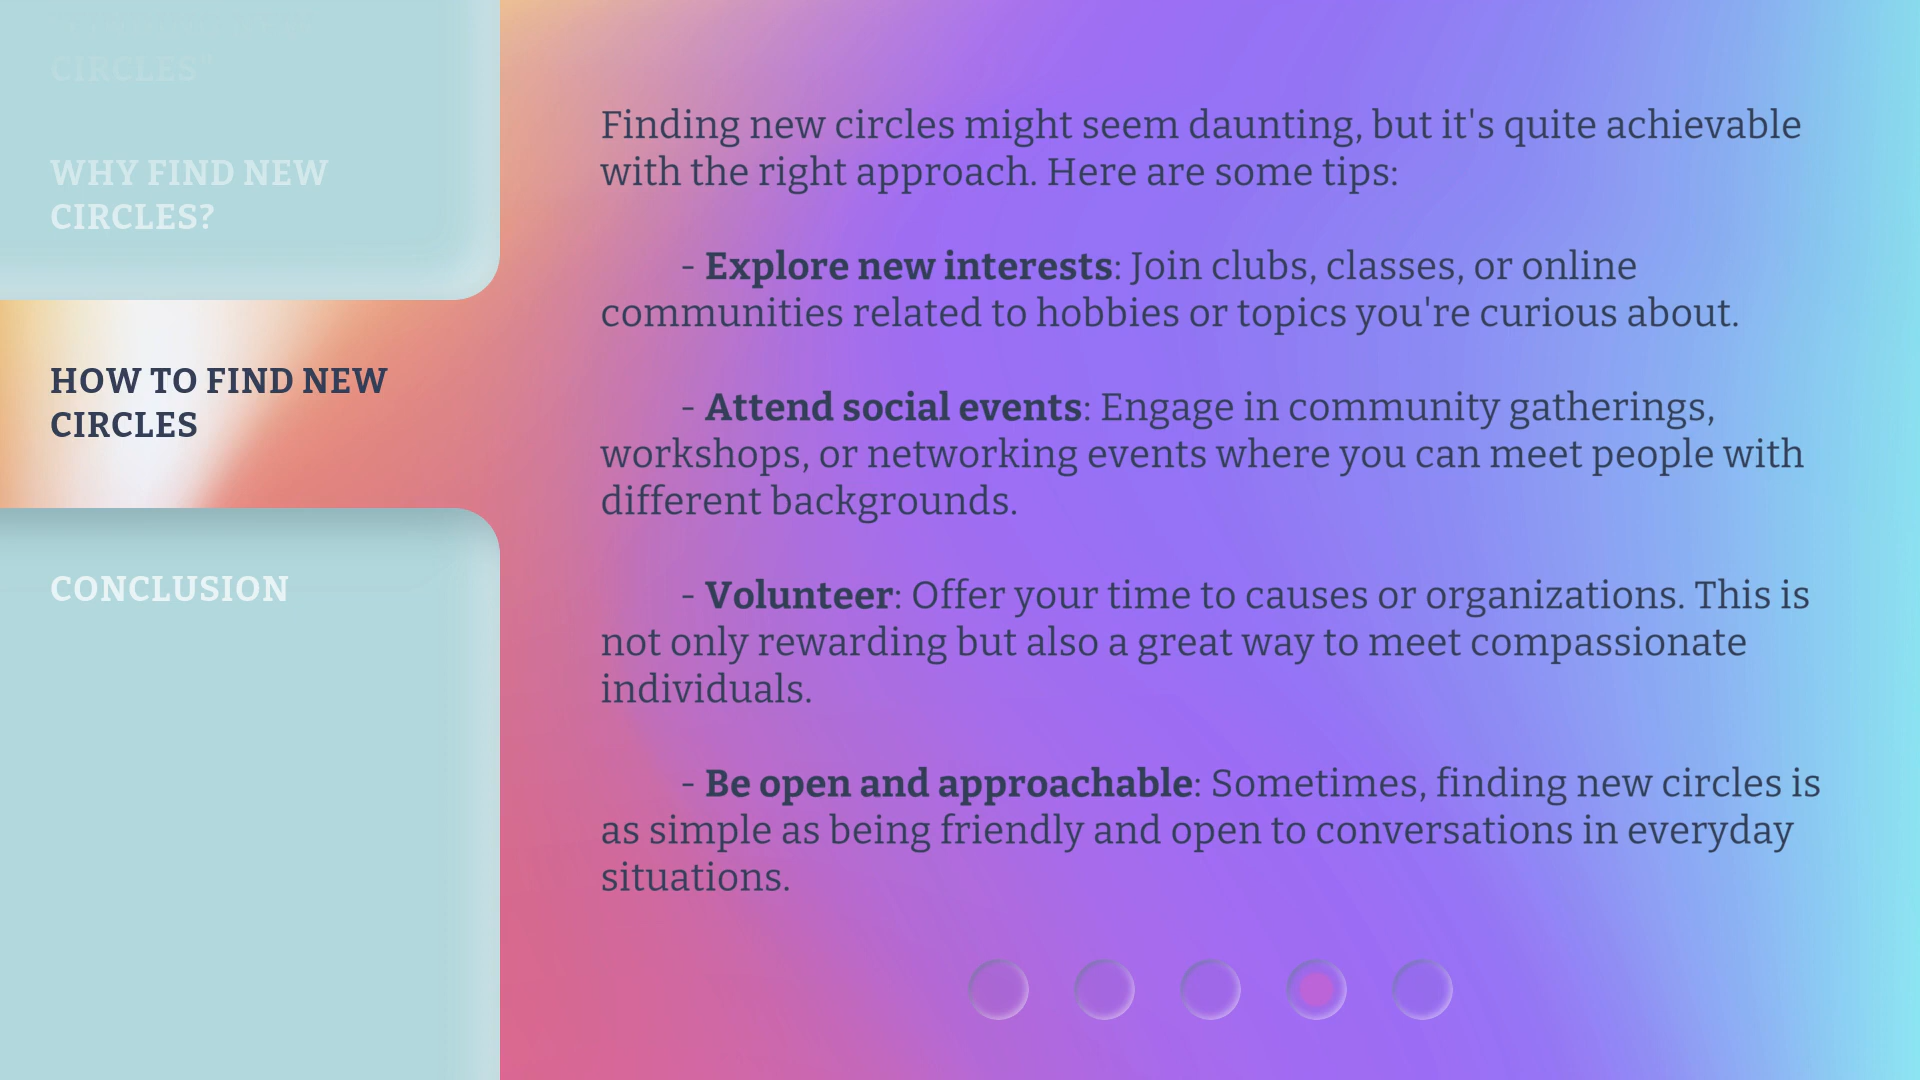 CIRCLES"
WHY FIND NEW
CIRCLES?
HOW TO FIND NEW
CIRCLES
CONCLUSION
Finding new circles might seem daunting, but it's quite achievable
with the right approach. Here are some tips:
- Explore new interests: Join clubs, classes, or online
communities related to hobbies or topics you're curious about.
- Attend social events: Engage in community gatherings,
workshops, or networking events where you can meet people with
different backgrounds.
- Volunteer: Offer your time to causes or organizations. This is
not only rewarding but also a great way to meet compassionate
individuals.
- Be open and approachable: Sometimes, finding new circles is
as simple as being friendly and open to conversations in everyday
situations.